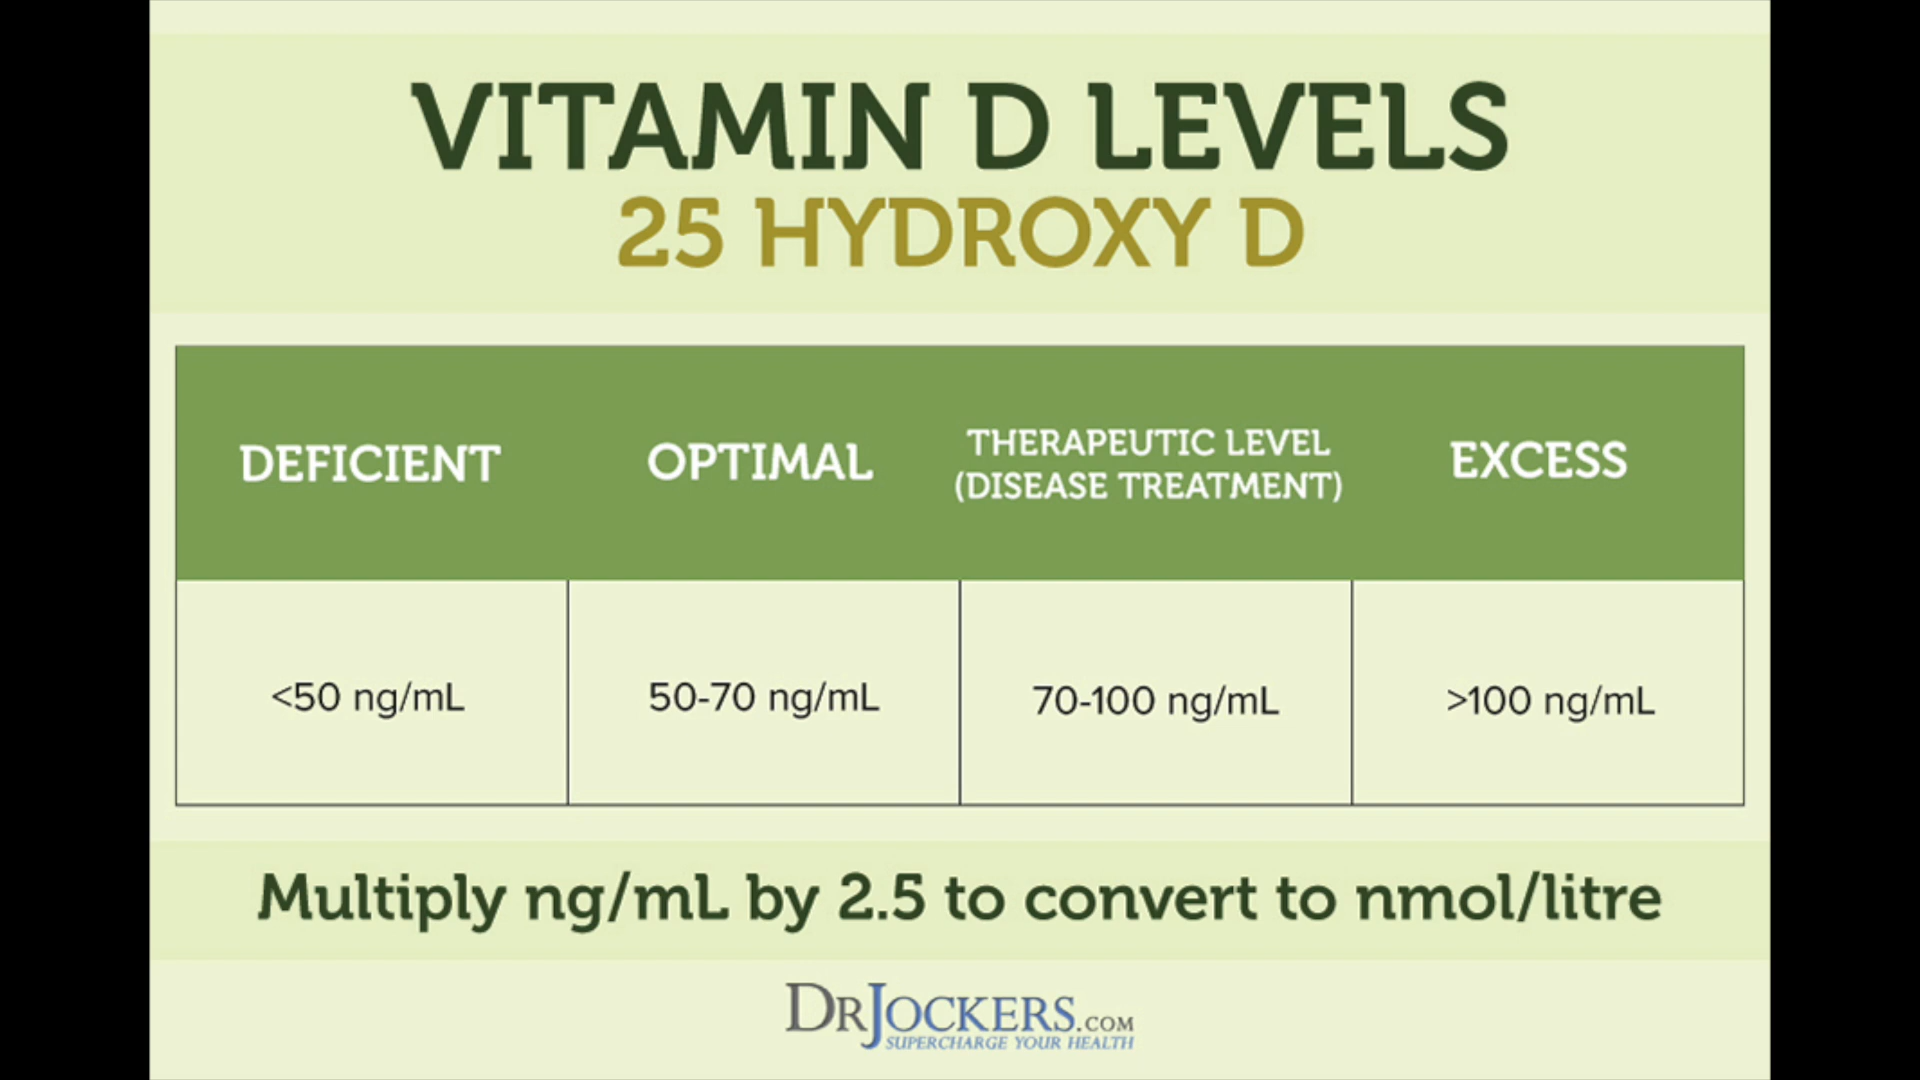 VITAMIN D LEVELS
25 HYDROXY D
DEFICIENT
OPTIMAL
THERAPEUTIC LEVEL
(DISEASE TREATMENT)
EXCESS
<50 ng/mL
50-70 ng/mL
70-100 ng/mL
>100 ng/mL
Multiply ng/mL by 2.5 to convert to nmol/litre
DRJOCKERS.COM
SUPERCHARGE YOUR HEALTH